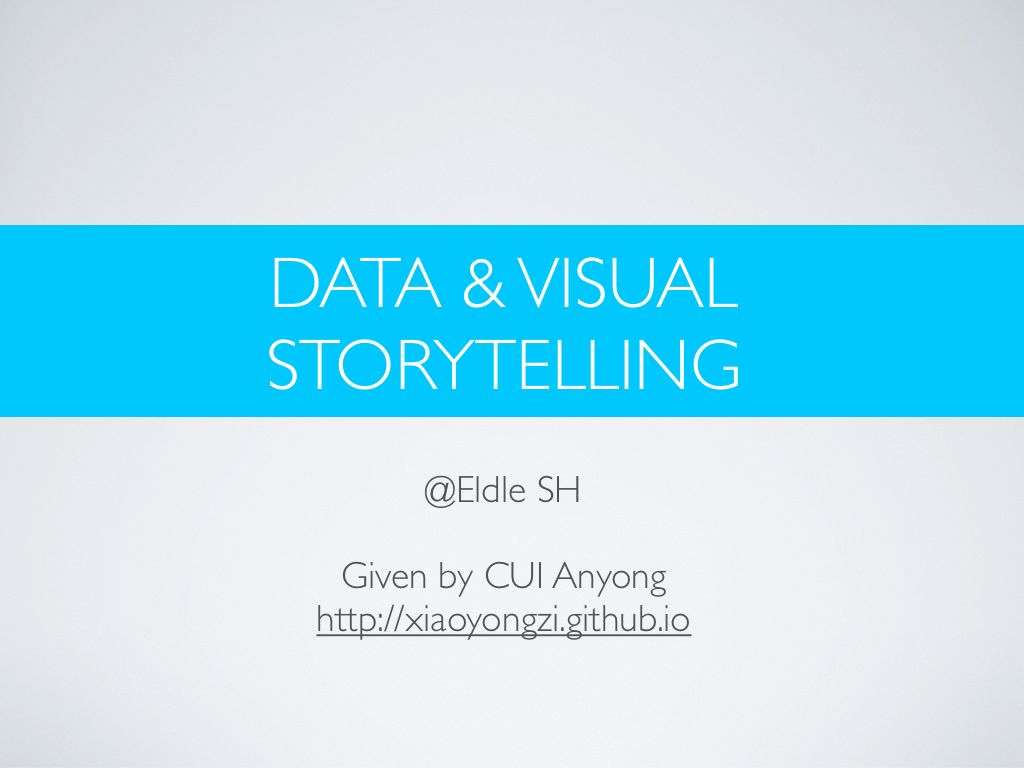 DATA & VISUAL
STORYTELLING
@Eldle SH
Given by CUI Anyong
http://xiaoyongzi.github.io